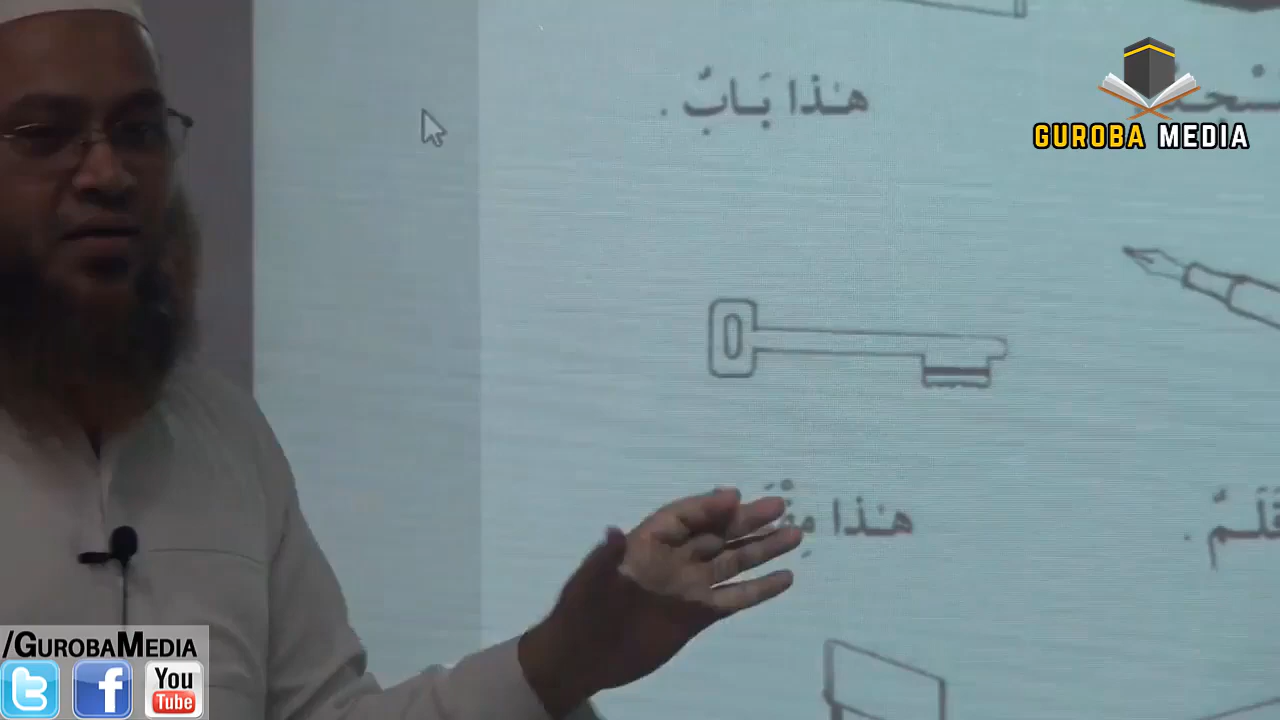 هٰذا بَابٌ .
GUROBA MEDIA
هٰذا
قَلَمٌ .
/GUROBAMEDIA
You
Tube